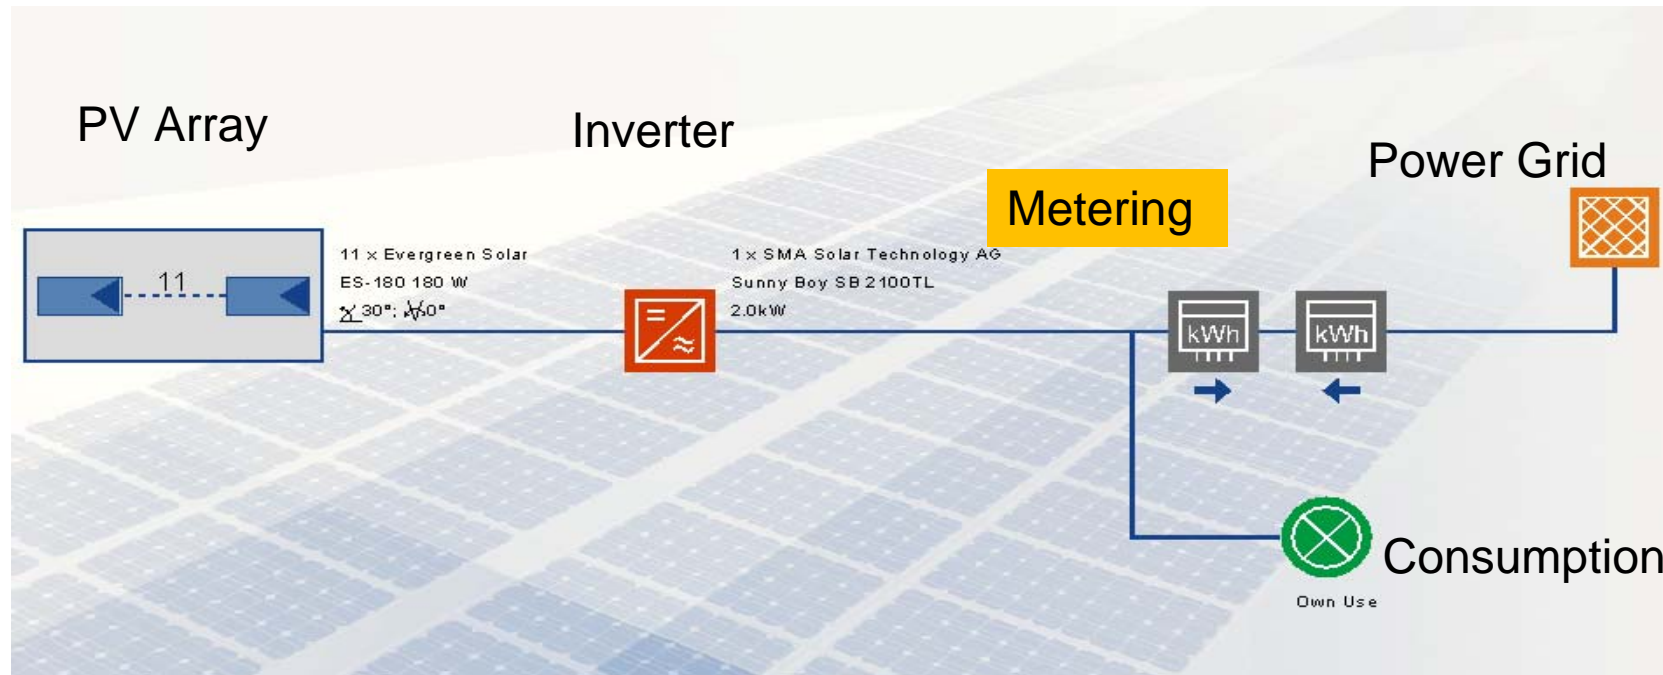 PV Array
Inverter
Power Grid
Metering
11
11 x Evergreen Solar
ES-180 180 W
30°; 0°
1 x SMA Solar Technology AG
Sunny Boy SB 2100TL
2.0kW
kWh
kWh
Consumption
Own Use